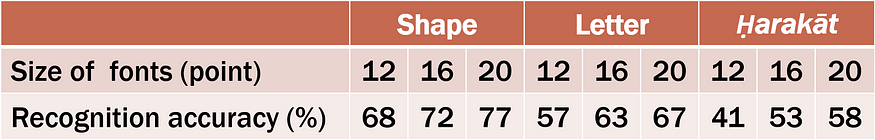 Shape Letter Ḥarakāt
Size of fonts (point) 12 16 20 12 16 20 12 16 20
Recognition accuracy (%) 68 72 77 57 63 67 41 53 58